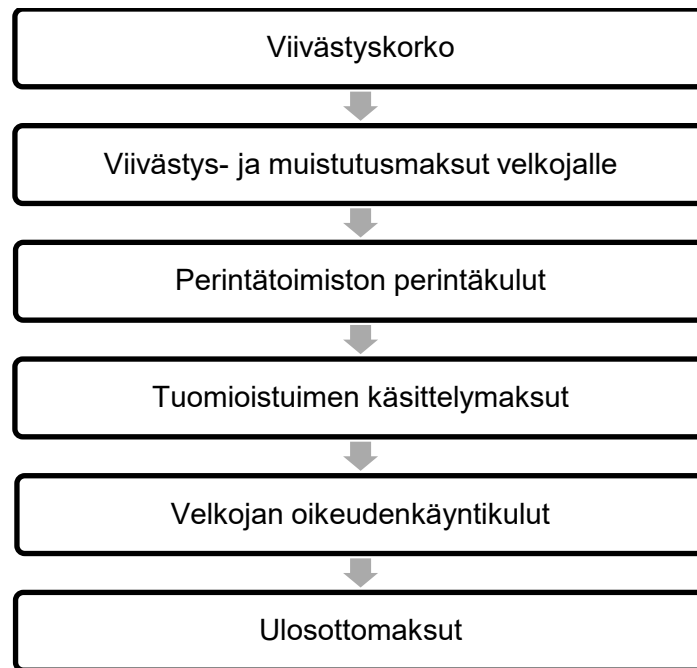 Viivästyskorko
Viivästys- ja muistutusmaksut velkojalle
Perintätoimiston perintäkulut
Tuomioistuimen käsittelymaksut
Velkojan oikeudenkäyntikulut
Ulosottomaksut